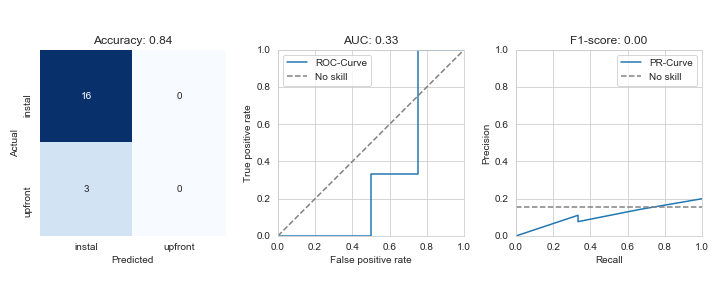 Accuracy: 0.84
instal
upfront
Actual
16
0
3
0
instal
upfront
Predicted
AUC: 0.33
True positive rate
1.0
0.8
0.6
0.4
0.2
0.0
ROC-Curve
No skill
0.0
0.2
0.4
0.6
0.8
1.0
False positive rate
F1-score: 0.00
Precision
1.0
0.8
0.6
0.4
0.2
0.0
PR-Curve
No skill
0.0
0.2
0.4
0.6
0.8
1.0
Recall